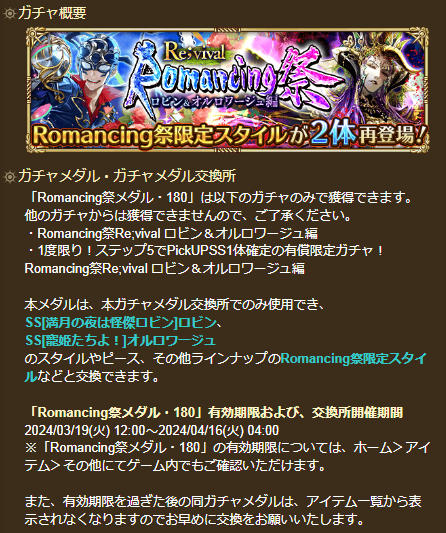 ガチャ概要
Re;vival
Romancing祭
ロビン&オルロワージュ編
Romancing祭限定スタイルが2体再登場!
ガチャメダル・ガチャメダル交換所
「Romancing祭メダル・180」は以下のガチャのみで獲得できます。
他のガチャからは獲得できませんので、ご了承ください。
・Romancing祭Re;vival ロビン&オルロワージュ編
・1度限り!ステップ5でPickUPSS1体確定の有償限定ガチャ!
Romancing祭Re;vival ロビン&オルロワージュ編
本メダルは、本ガチャメダル交換所でのみ使用でき、
SS[満月の夜は怪傑ロビン]ロビン、
SS[寵姫たちよ!]オルロワージュ
のスタイルやピース、その他ラインナップのRomancing祭限定スタイ
ルなどと交換できます。
「Romancing祭メダル・180」有効期限および、交換所開催期間
2024/03/19(火) 12:00～2024/04/16(火) 04:00
※「Romancing祭メダル・180」の有効期限については、ホーム＞アイ
テム＞その他にてゲーム内でもご確認いただけます。
また、有効期限を過ぎた後の同ガチャメダルは、アイテム一覧から表
示されなくなりますのでお早めに交換をお願いいたします。